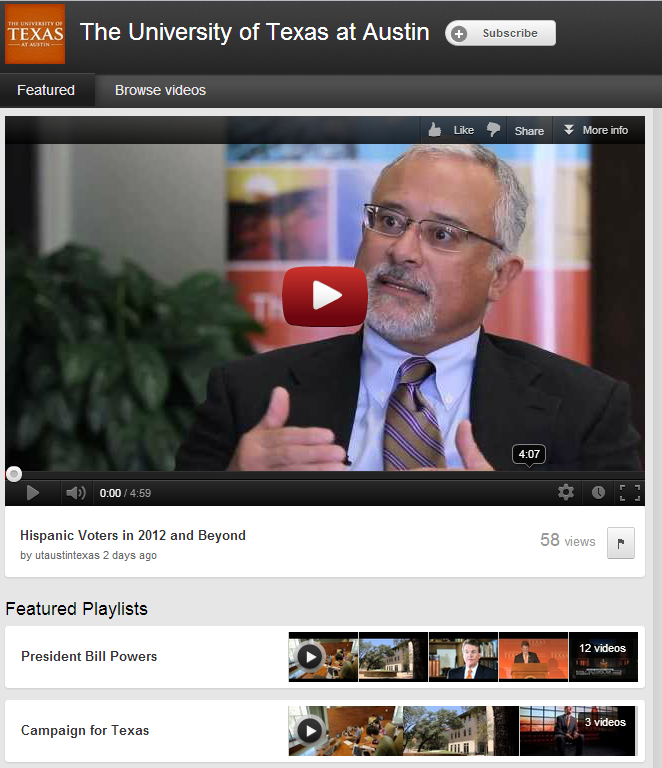 THE UNIVERSITY OF
TEXAS
AT AUSTIN
The University of Texas at Austin
Subscribe
Featured
Browse videos
Like
Share
More info
Th
4:07
0:00 / 4:59
Hispanic Voters in 2012 and Beyond
by utaustintexas 2 days ago
58 views
Featured Playlists
President Bill Powers
12 videos
Campaign for Texas
3 videos